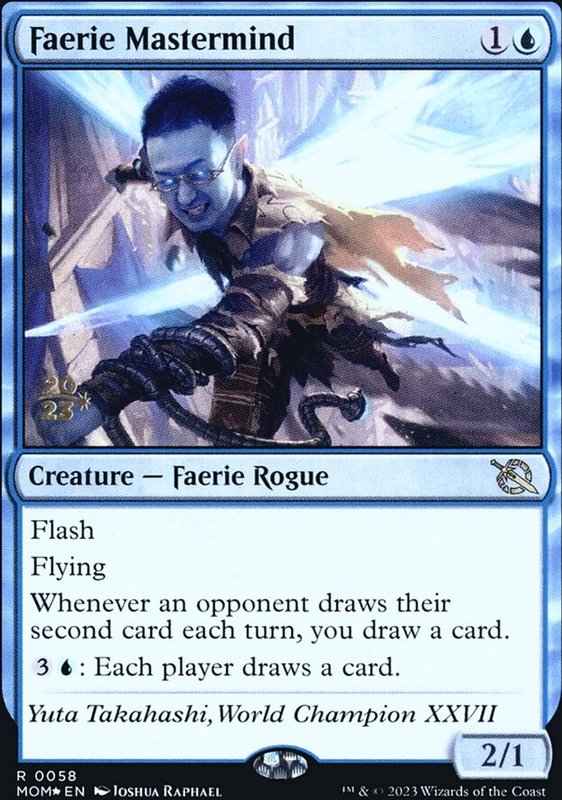 Faerie Mastermind
1
20
23*
Creature — Faerie Rogue
Flash
Flying
Whenever an opponent draws their
second card each turn, you draw a card.
3 : Each player draws a card.
Yuta Takahashi, World Champion XXVII
2/1
R 0058
MOM★EN Joshua Raphael
™ & © 2023 Wizards of the Coast